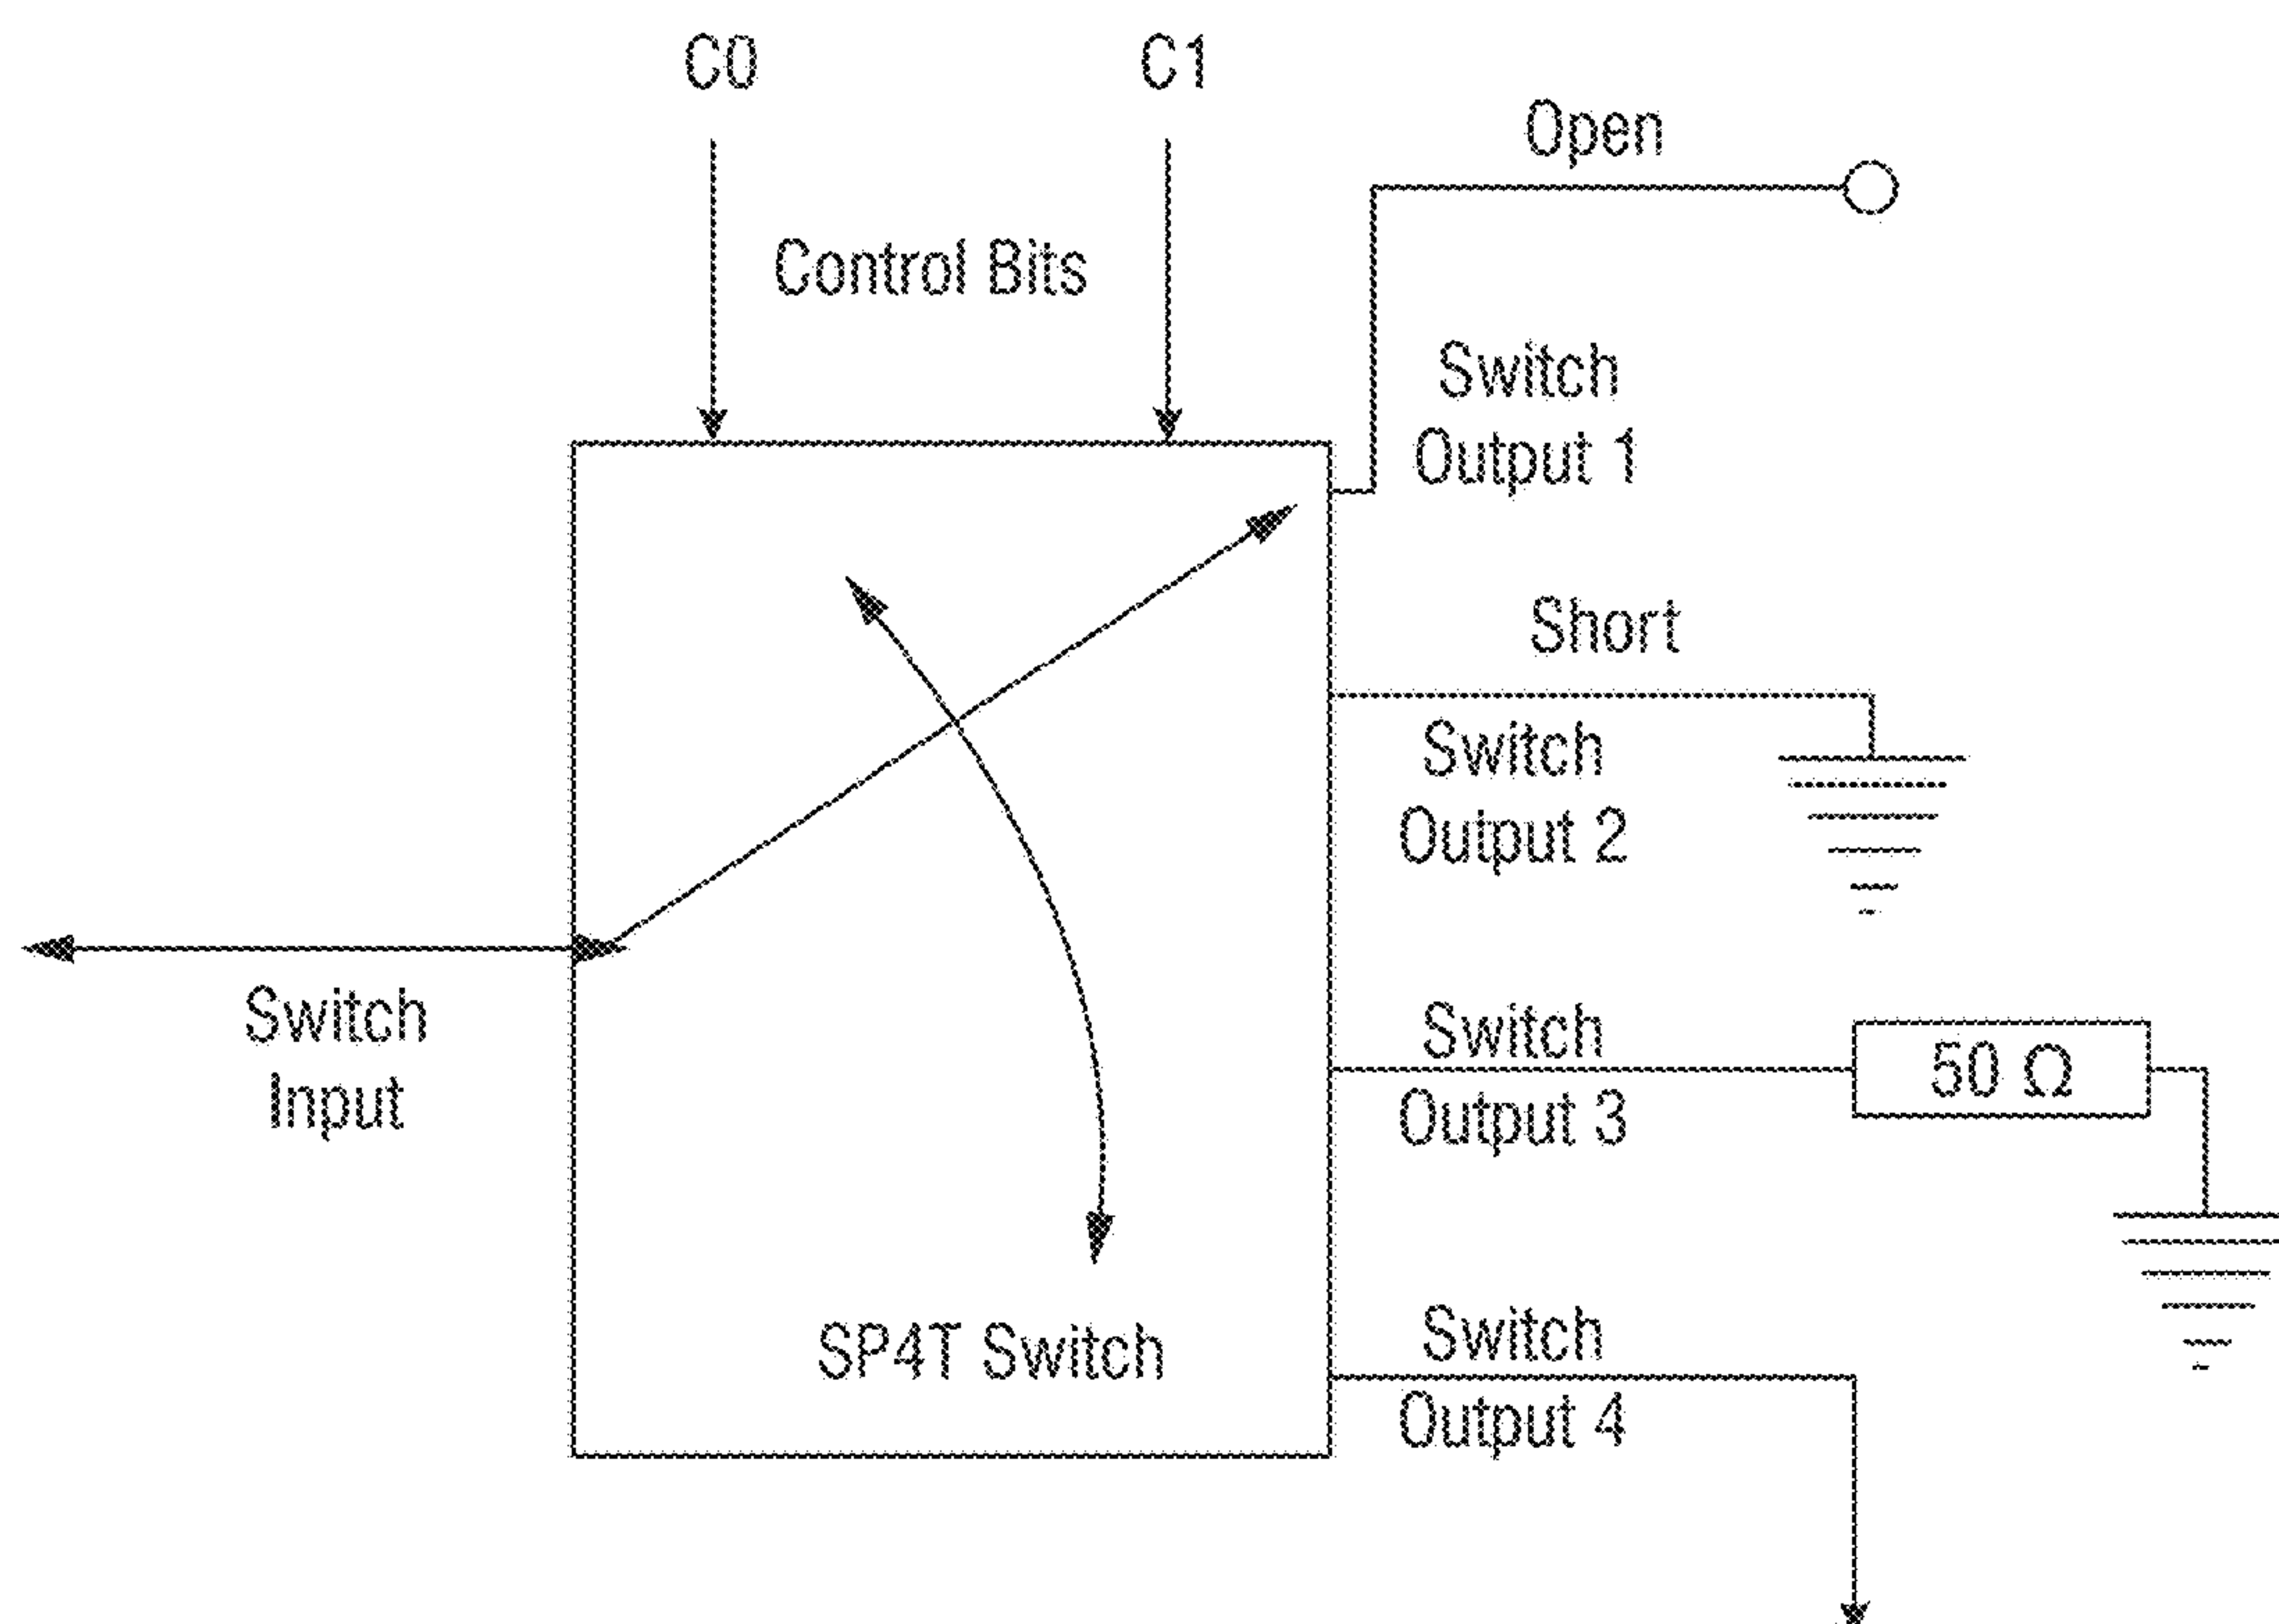 C0
C1
Open
Control Bits
Switch
Output 1
Short
Switch
Output 2
Switch
Input
Switch
Output 3
50 Ω
SP4T Switch
Switch
Output 4